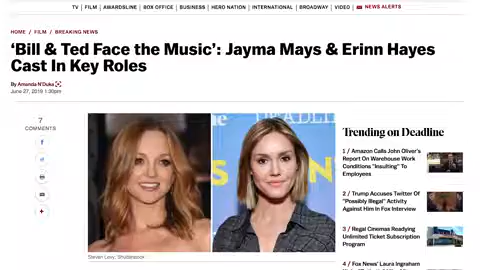 TV | FILM | AWARDSLINE | BOX OFFICE | BUSINESS | HERO NATION | INTERNATIONAL | BROADWAY | VIDEO | NEWS ALERTS
HOME / FILM / BREAKING NEWS
‘Bill & Ted Face the Music’: Jayma Mays & Erinn Hayes
Cast In Key Roles
By Amanda N'Duka
June 27, 2019 1:30pm
7
COMMENTS
DEADLINE
Steven Levy; Shutterstock
Trending on Deadline
1 / Amazon Calls John Oliver's
Report On Warehouse Work
Conditions "Insulting" To
Employees
2 / Trump Accuses Twitter Of
"Possibly Illegal" Activity
Against Him In Fox Interview
3 / Regal Cinemas Readying
Unlimited Ticket Subscription
Program
4 / Fox News' Laura Ingraham